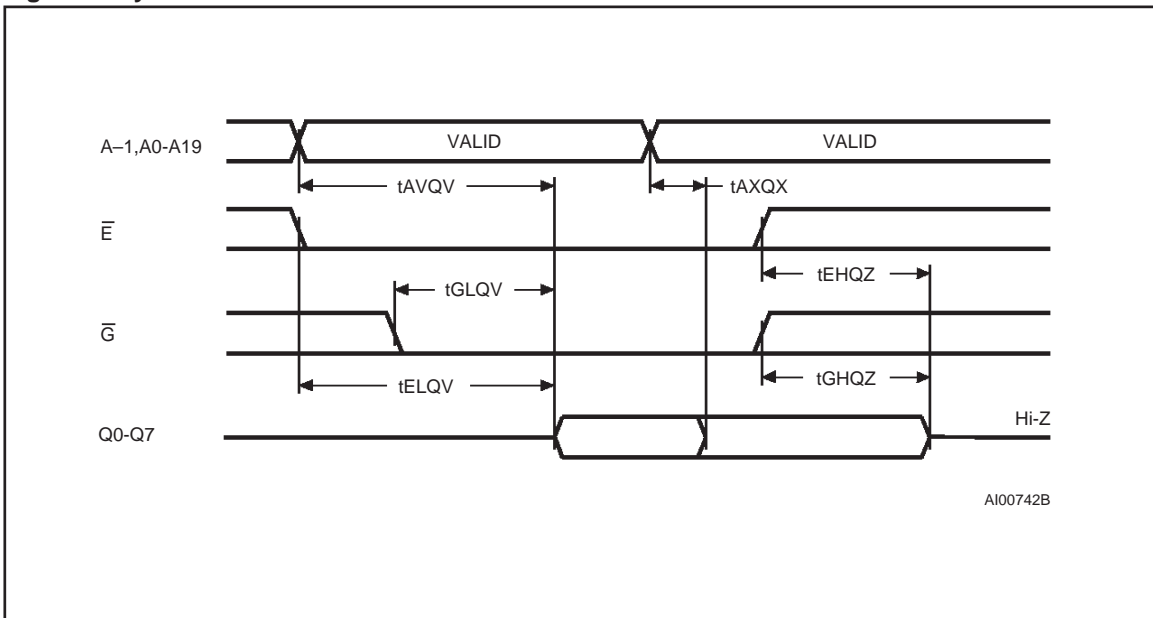 A–1,A0-A19
VALID
VALID
tAVQV
tAXQX
E̅
tEHQZ
tGLQV
G̅
tELQV
tGHQZ
Q0-Q7
Hi-Z
AI00742B